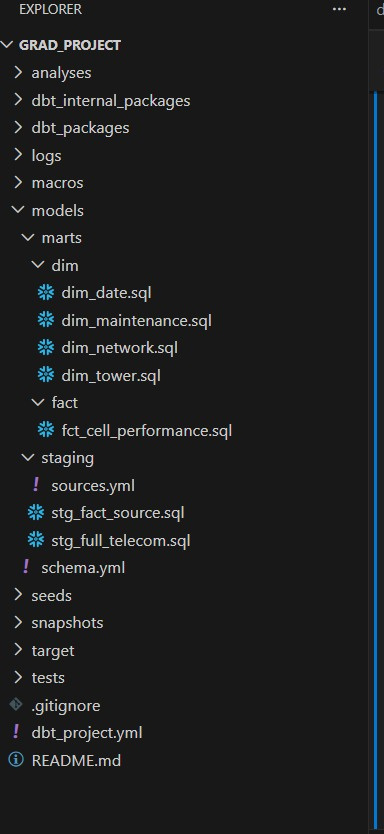 EXPLORER ...
GRAD_PROJECT
analyses
dbt_internal_packages
dbt_packages
logs
macros
models
marts
dim
dim_date.sql
dim_maintenance.sql
dim_network.sql
dim_tower.sql
fact
fct_cell_performance.sql
staging
! sources.yml
stg_fact_source.sql
stg_full_telecom.sql
! schema.yml
seeds
snapshots
target
tests
.gitignore
! dbt_project.yml
README.md